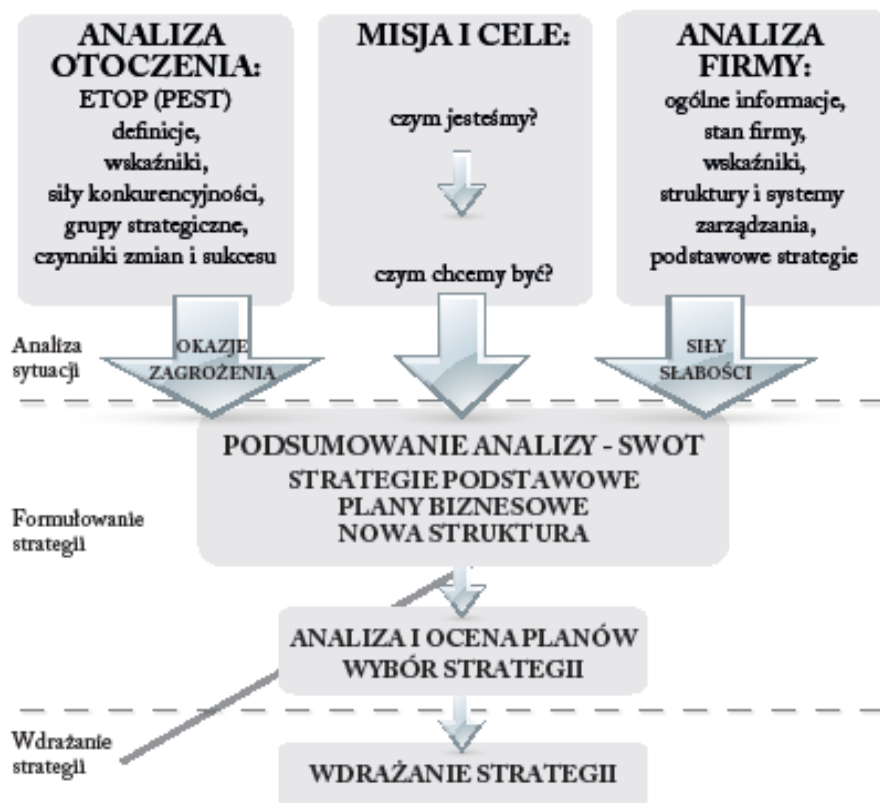 ANALIZA
OTOCZENIA:
ETOP (PEST)
definicje,
wskaźniki,
siły konkurencyjności,
grupy strategiczne,
czynniki zmian i sukcesu
MISJA I CELE:
czym jesteśmy?
czym chcemy być?
ANALIZA
FIRMY:
ogólne informacje,
stan firmy,
wskaźniki,
struktury i systemy
zarządzania,
podstawowe strategie
Analiza
sytuacji
OKAZJE
ZAGROŻENIA
SIŁY
SŁABOŚCI
PODSUMOWANIE ANALIZY - SWOT
STRATEGIE PODSTAWOWE
PLANY BIZNESOWE
NOWA STRUKTURA
Formułowanie
strategii
ANALIZA I OCENA PLANÓW
WYBÓR STRATEGII
Wdrażanie
strategii
WDRAŻANIE STRATEGII